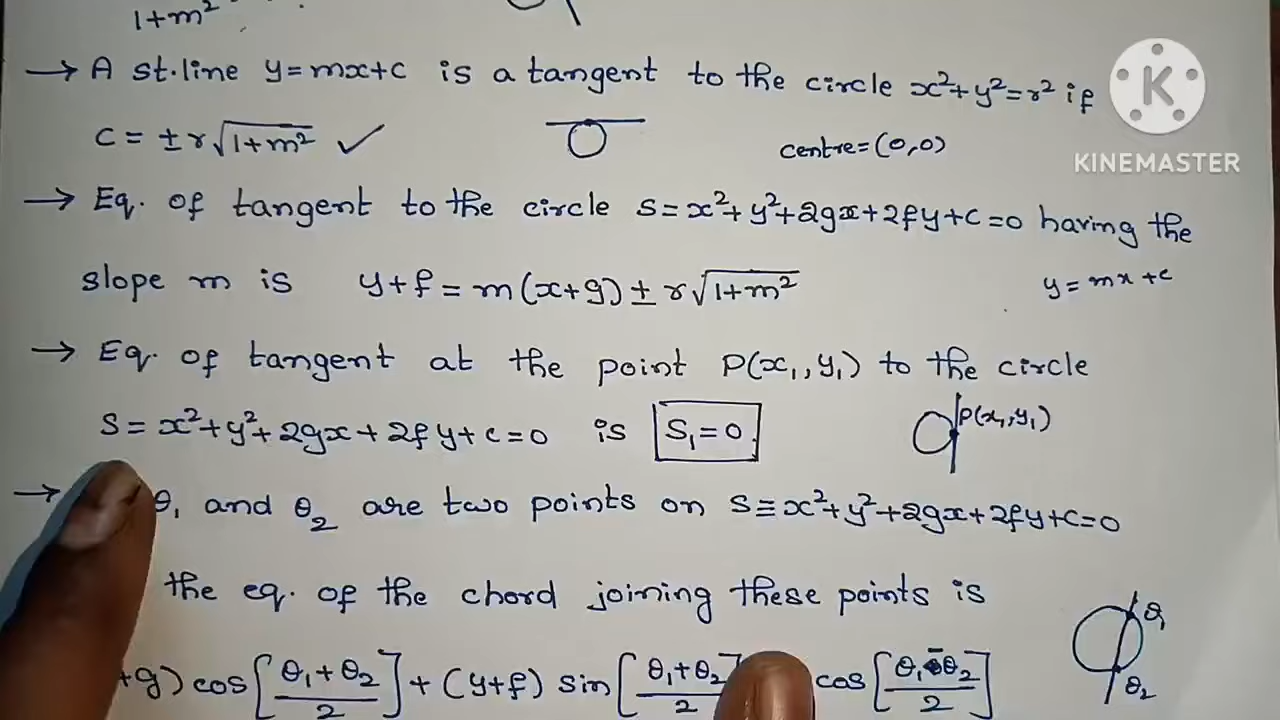 1+m²
→ A st.line y=mx+c is a tangent to the circle x²+y²=r² if
c = ±r√(1+m²) ✓ centre=(0,0)
K
KINEMASTER
→ Eq. of tangent to the circle S=x²+y²+2gx+2fy+c=0 having the
slope m is y+f=m(x+g)±r√(1+m²) y=mx+c
→ Eq. of tangent at the point P(x₁,y₁) to the circle
S=x²+y²+2gx+2fy+c=0 is S₁=0. P(x₁,y₁)
→ θ₁ and θ₂ are two points on S≡x²+y²+2gx+2fy+c=0
the eq. of the chord joining these points is
θ₁
+g) cos[(θ₁+θ₂)/2] + (y+f) sin[(θ₁+θ₂)/2 cos[(θ₁-θ₂)/2]
θ₂